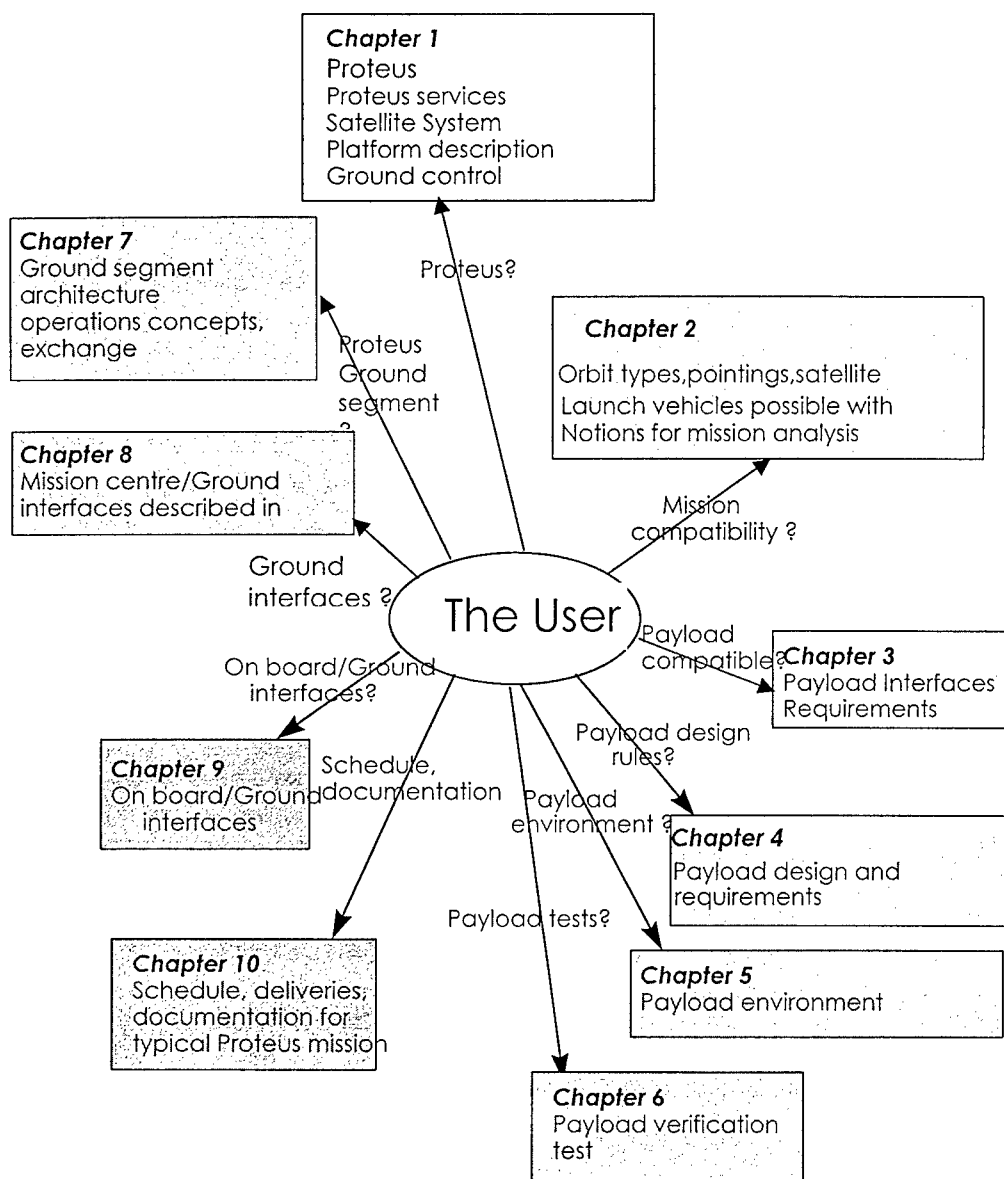 Chapter 1
Proteus
Proteus services
Satellite System
Platform description
Ground control
Chapter 7
Ground segment
architecture
operations concepts,
exchange
Proteus?
Chapter 2
Orbit types,pointings,satellite
Launch vehicles possible with
Notions for mission analysis
Proteus
Ground
segment
?
Chapter 8
Mission centre/Ground
interfaces described in
Mission
compatibility ?
Ground
interfaces ?
The User
Payload
compatible?
Chapter 3
Payload Interfaces
Requirements
On board/Ground
interfaces?
Payload design
rules?
Chapter 9
On board/Ground
interfaces
Schedule,
documentation
Payload
environment ?
Chapter 4
Payload design and
requirements
Payload tests?
Chapter 10
Schedule, deliveries,
documentation for
typical Proteus mission
Chapter 5
Payload environment
Chapter 6
Payload verification
test